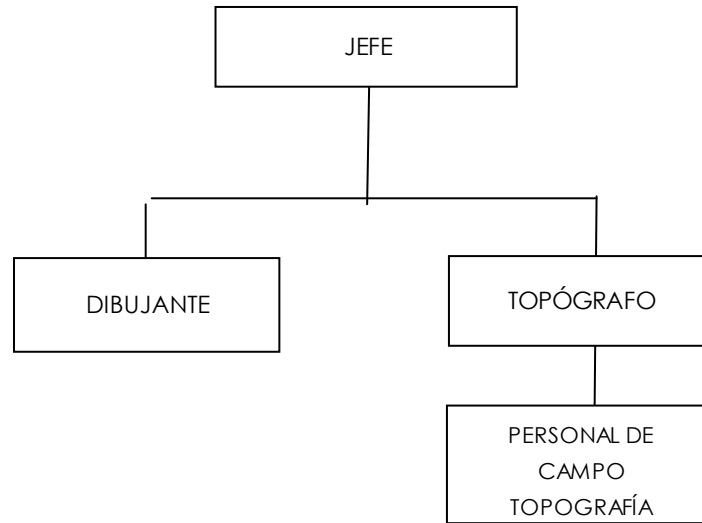 JEFE
DIBUJANTE
TOPÓGRAFO
PERSONAL DE
CAMPO
TOPOGRAFÍA